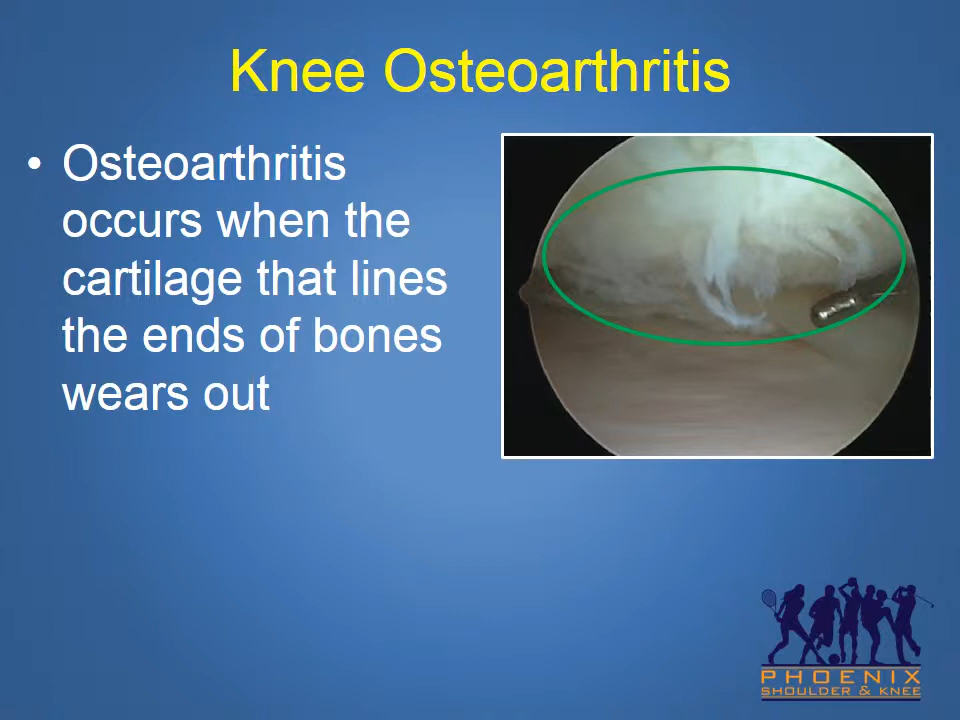 Knee Osteoarthritis
• Osteoarthritis
occurs when the
cartilage that lines
the ends of bones
wears out
PHOENIX
SHOULDER & KNEE